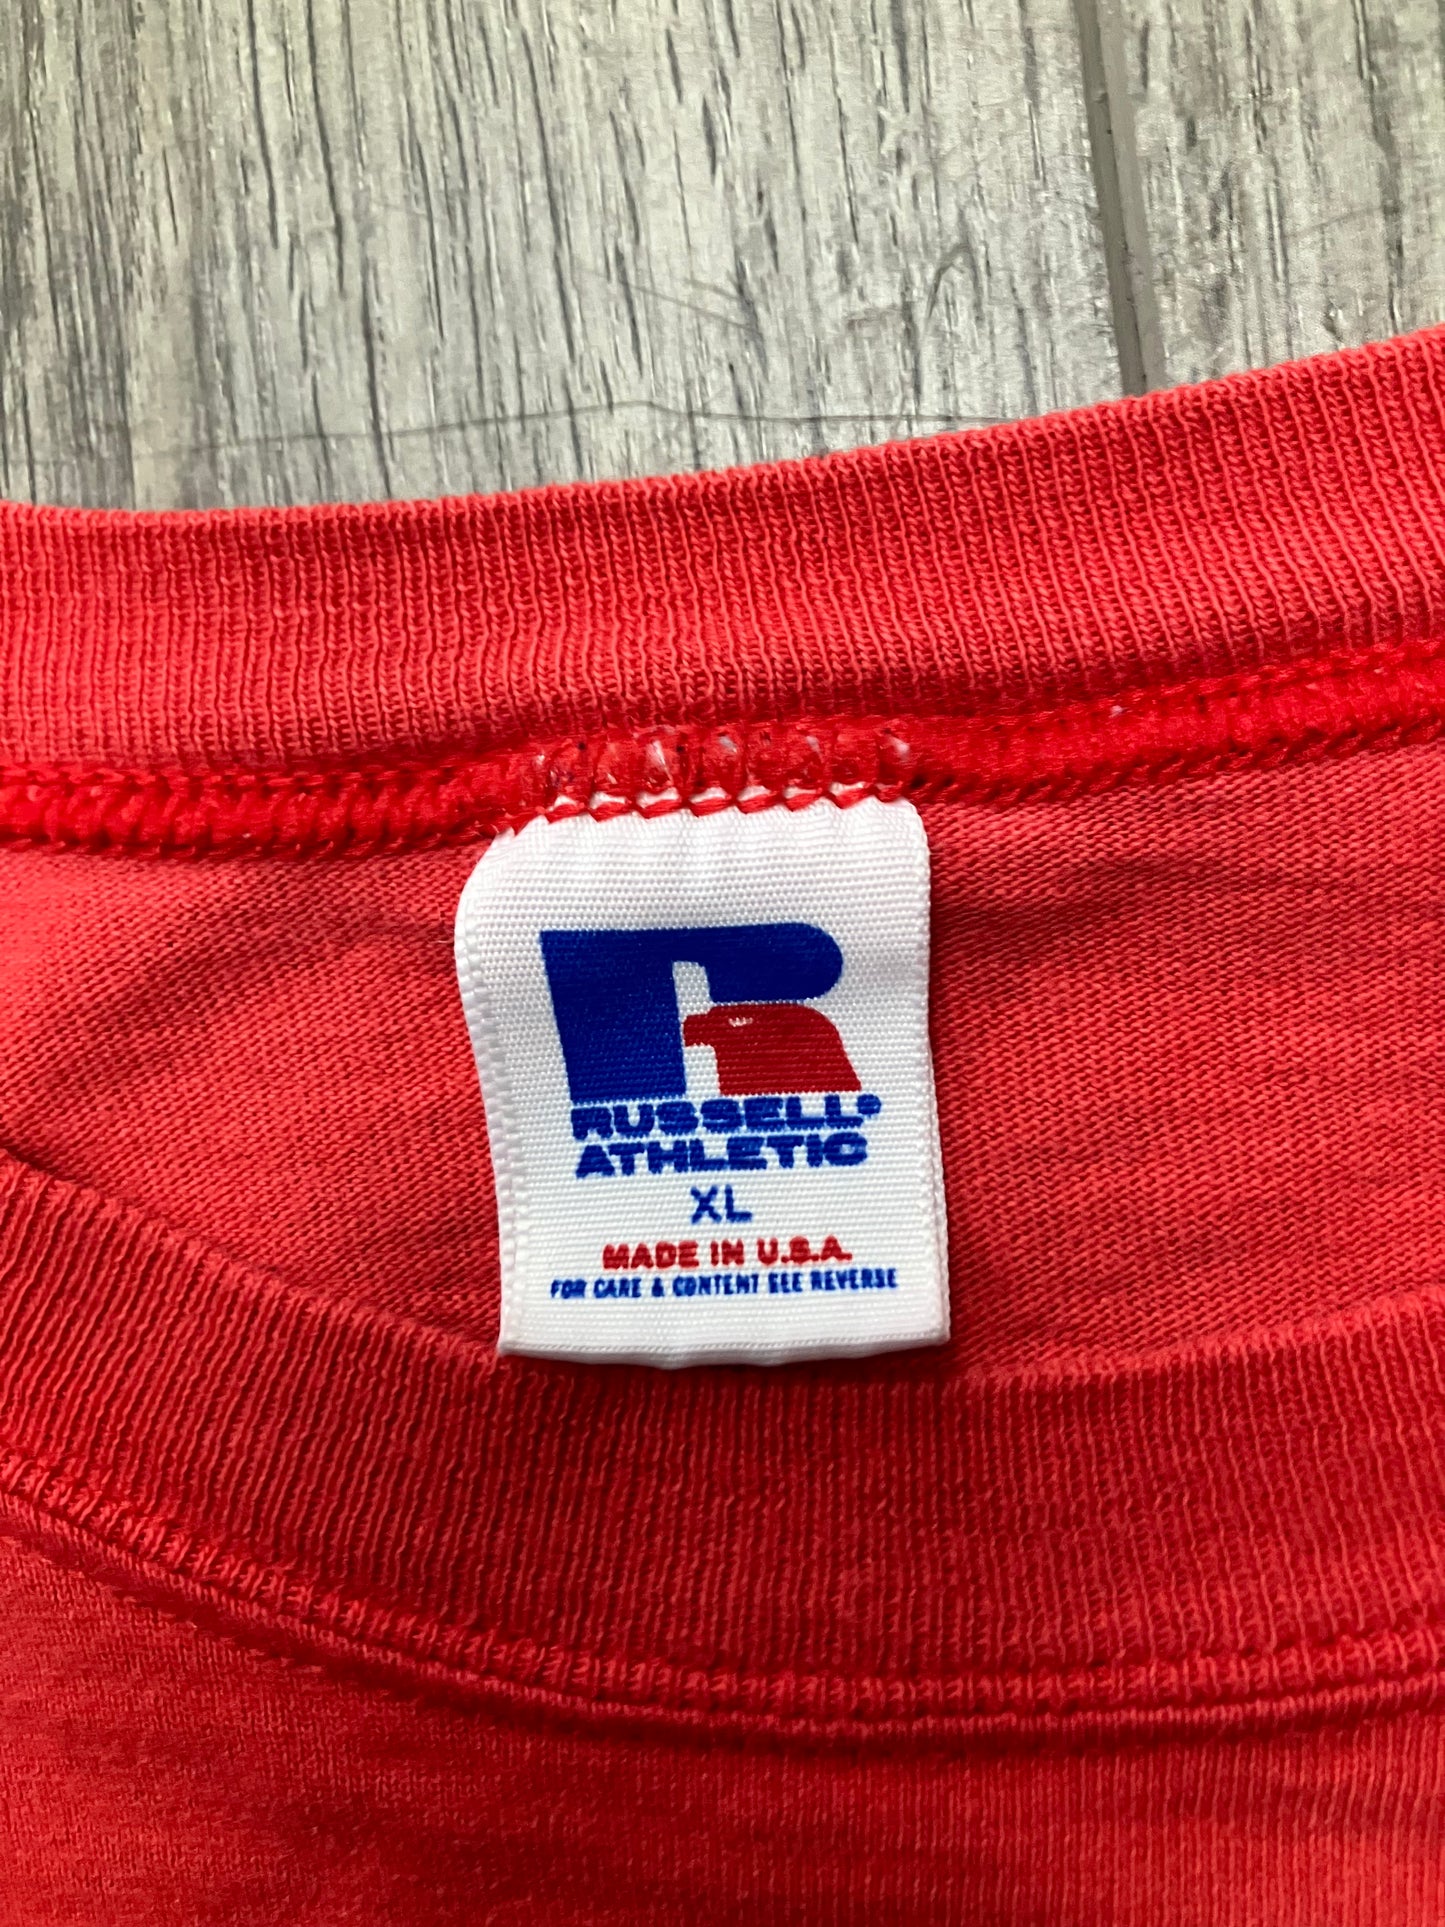 RUSSELL®
ATHLETIC
XL
MADE IN U.S.A.
FOR CARE & CONTENT SEE REVERSE